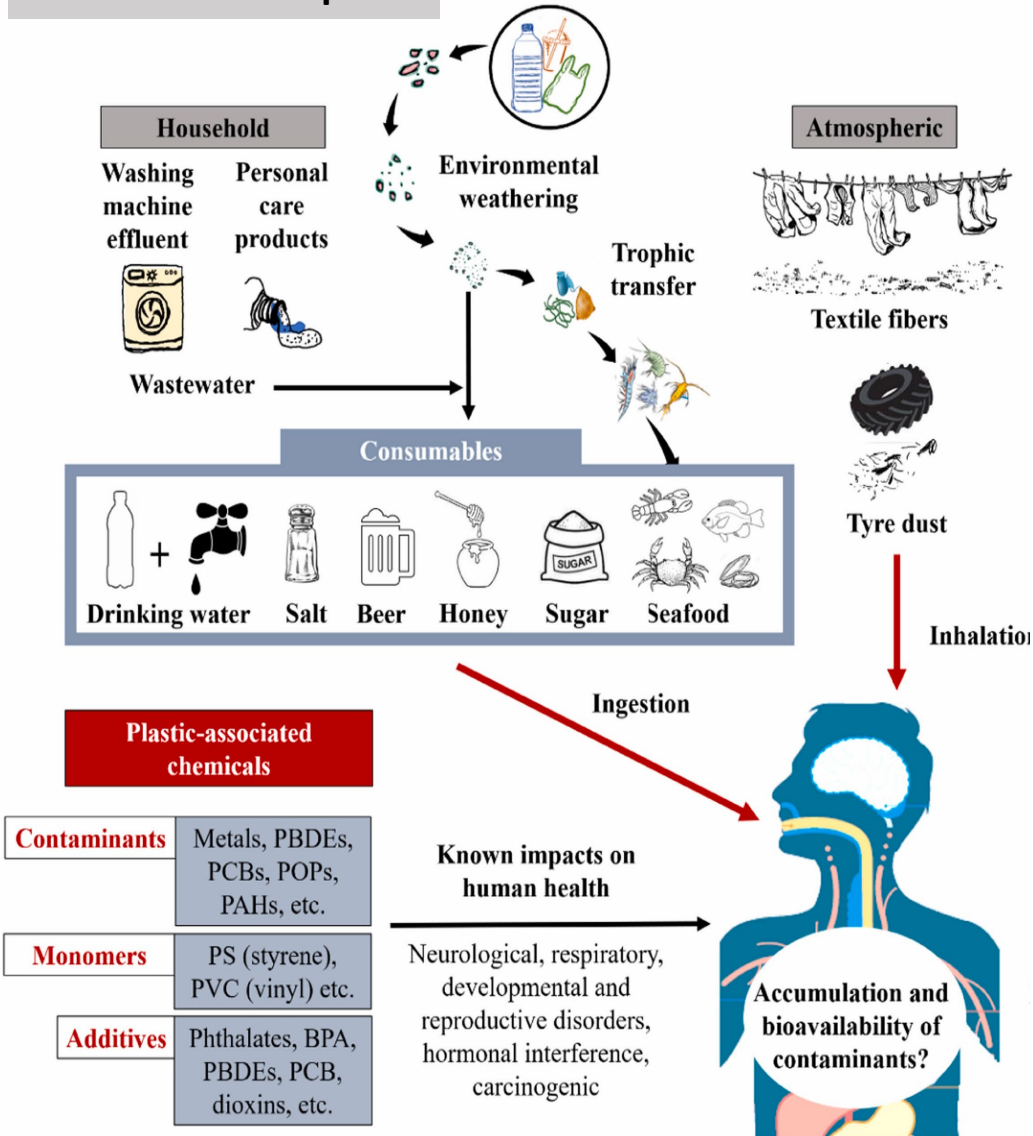 Household
Washing
machine
effluent
Personal
care
products
Wastewater
Environmental
weathering
Trophic
transfer
Atmospheric
Textile fibers
Tyre dust
Inhalation
Consumables
SUGAR
Drinking water
+
Salt
Beer
Honey
Sugar
Seafood
Ingestion
Plastic-associated
chemicals
Contaminants
Metals, PBDEs,
PCBs, POPs,
PAHs, etc.
Monomers
PS (styrene),
PVC (vinyl) etc.
Additives
Phthalates, BPA,
PBDEs, PCB,
dioxins, etc.
Known impacts on
human health
Neurological, respiratory,
developmental and
reproductive disorders,
hormonal interference,
carcinogenic
Accumulation and
bioavailability of
contaminants?